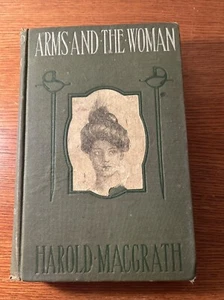 ARMS AND THE WOMAN
HAROLD MACGRATH